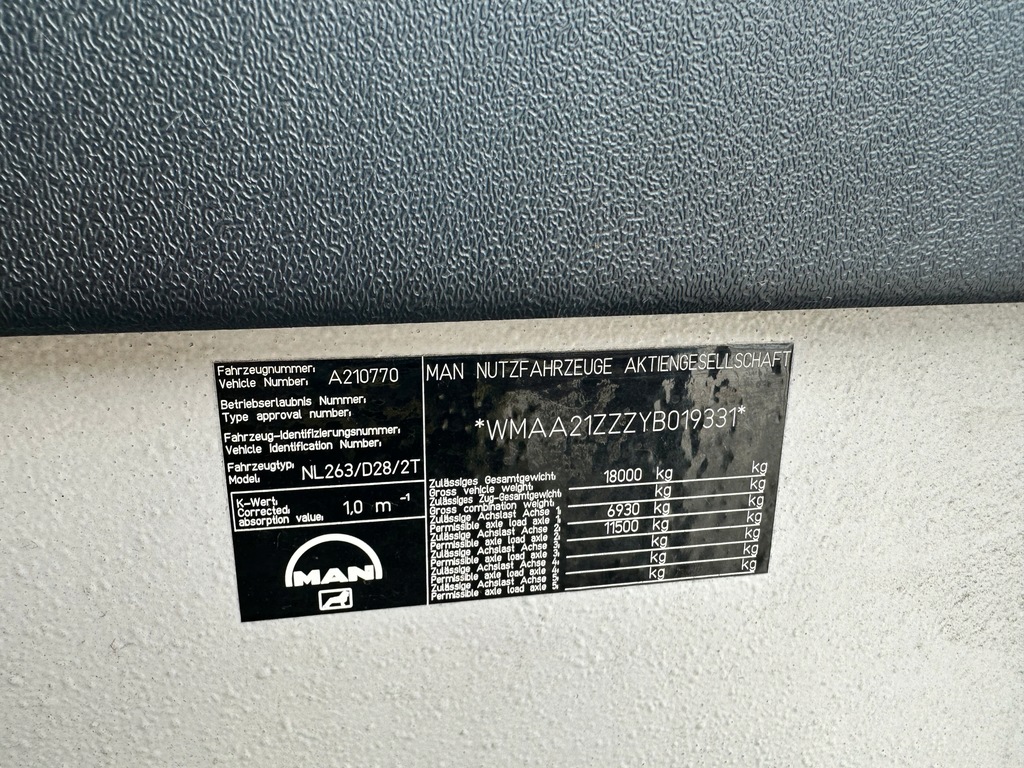 Fahrzeugnummer:
Vehicle Number: A210770
Betriebserlaubnis Nummer:
Type approval number:
Fahrzeug-Identifizierungsnummer:
Vehicle Identification Number:
Fahrzeugtyp:
Model: NL263/D28/2T
K-Wert:
Corrected
absorption value: 1,0 m ⁻¹
MAN
MAN NUTZFAHRZEUGE AKTIENGESELLSCHAFT
*WMAA21ZZZYB019331*
Zulässiges Gesamtgewicht:
Gross vehicle weight: 18000 kg kg
Zulässiges Zug-Gesamtgewicht:
Gross combination weight: kg kg
Zulässige Achslast Achse 1:
Permissible axle load axle 1: 6930 kg kg
Zulässige Achslast Achse 2:
Permissible axle load axle 2: 11500 kg kg
Zulässige Achslast Achse 3:
Permissible axle load axle 3: kg kg
Zulässige Achslast Achse 4:
Permissible axle load axle 4: kg kg
Zulässige Achslast Achse 5:
Permissible axle load axle 5: kg kg